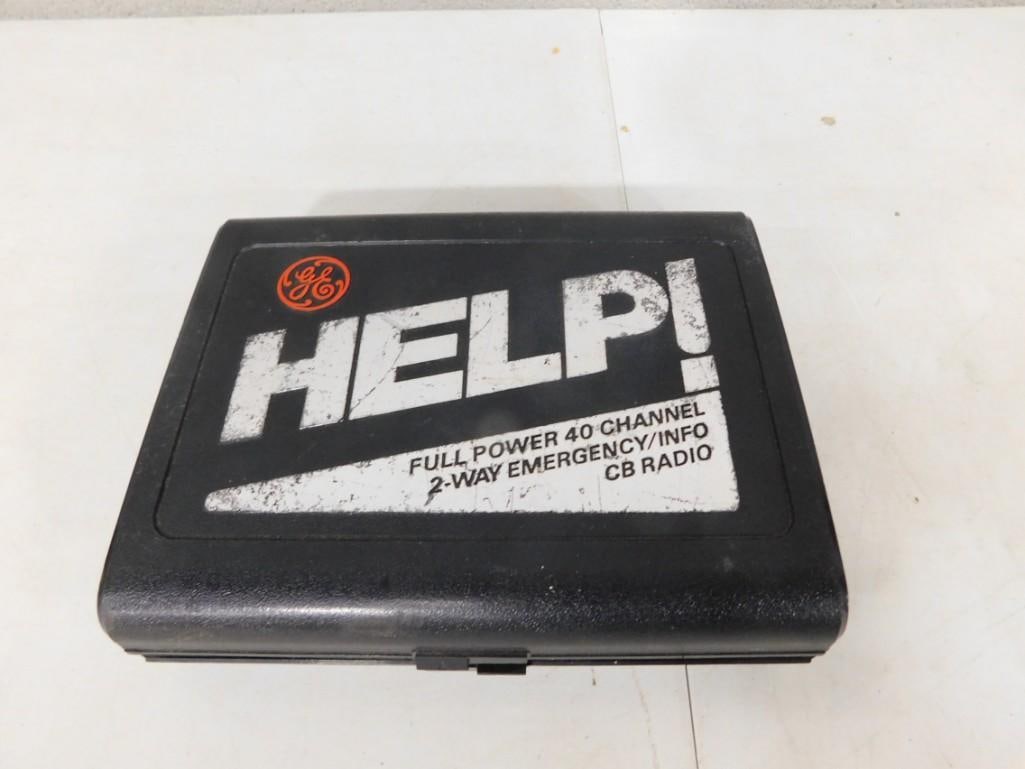 GE
HELP!
FULL POWER 40 CHANNEL
2-WAY EMERGENCY/INFO
CB RADIO